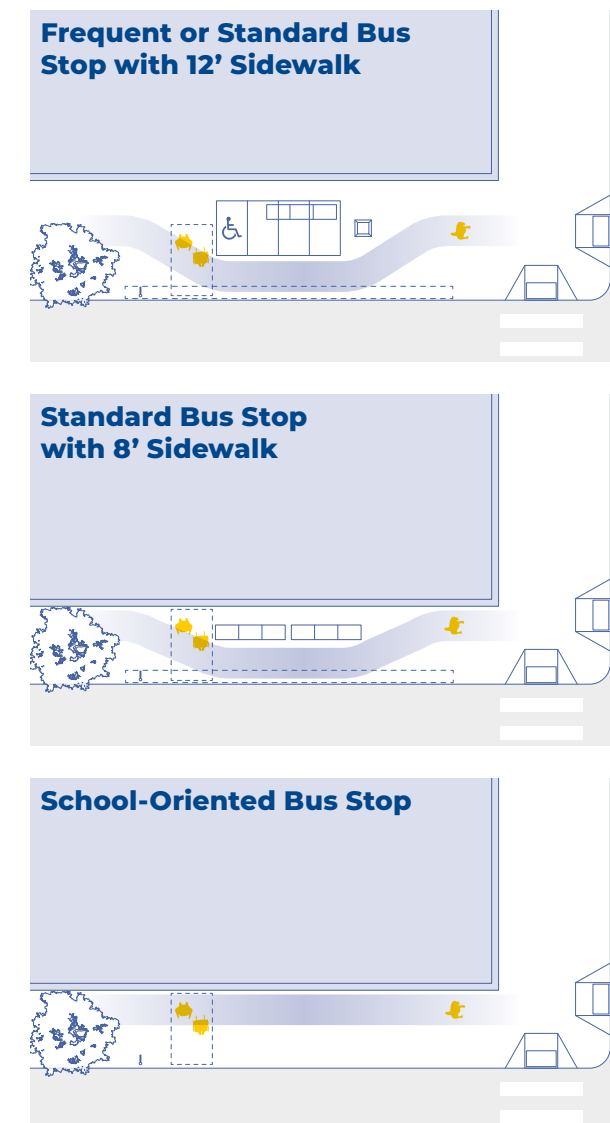 Frequent or Standard Bus
Stop with 12’ Sidewalk
Standard Bus Stop
with 8’ Sidewalk
School-Oriented Bus Stop